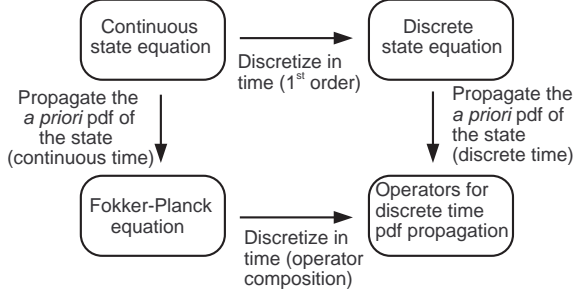 Continuous
state equation
Discretize in
time (1st order)
Discrete
state equation
Propagate the
a priori pdf of
the state
(continuous time)
Propagate the
a priori pdf of
the state
(discrete time)
Fokker-Planck
equation
Discretize in
time (operator
composition)
Operators for
discrete time
pdf propagation